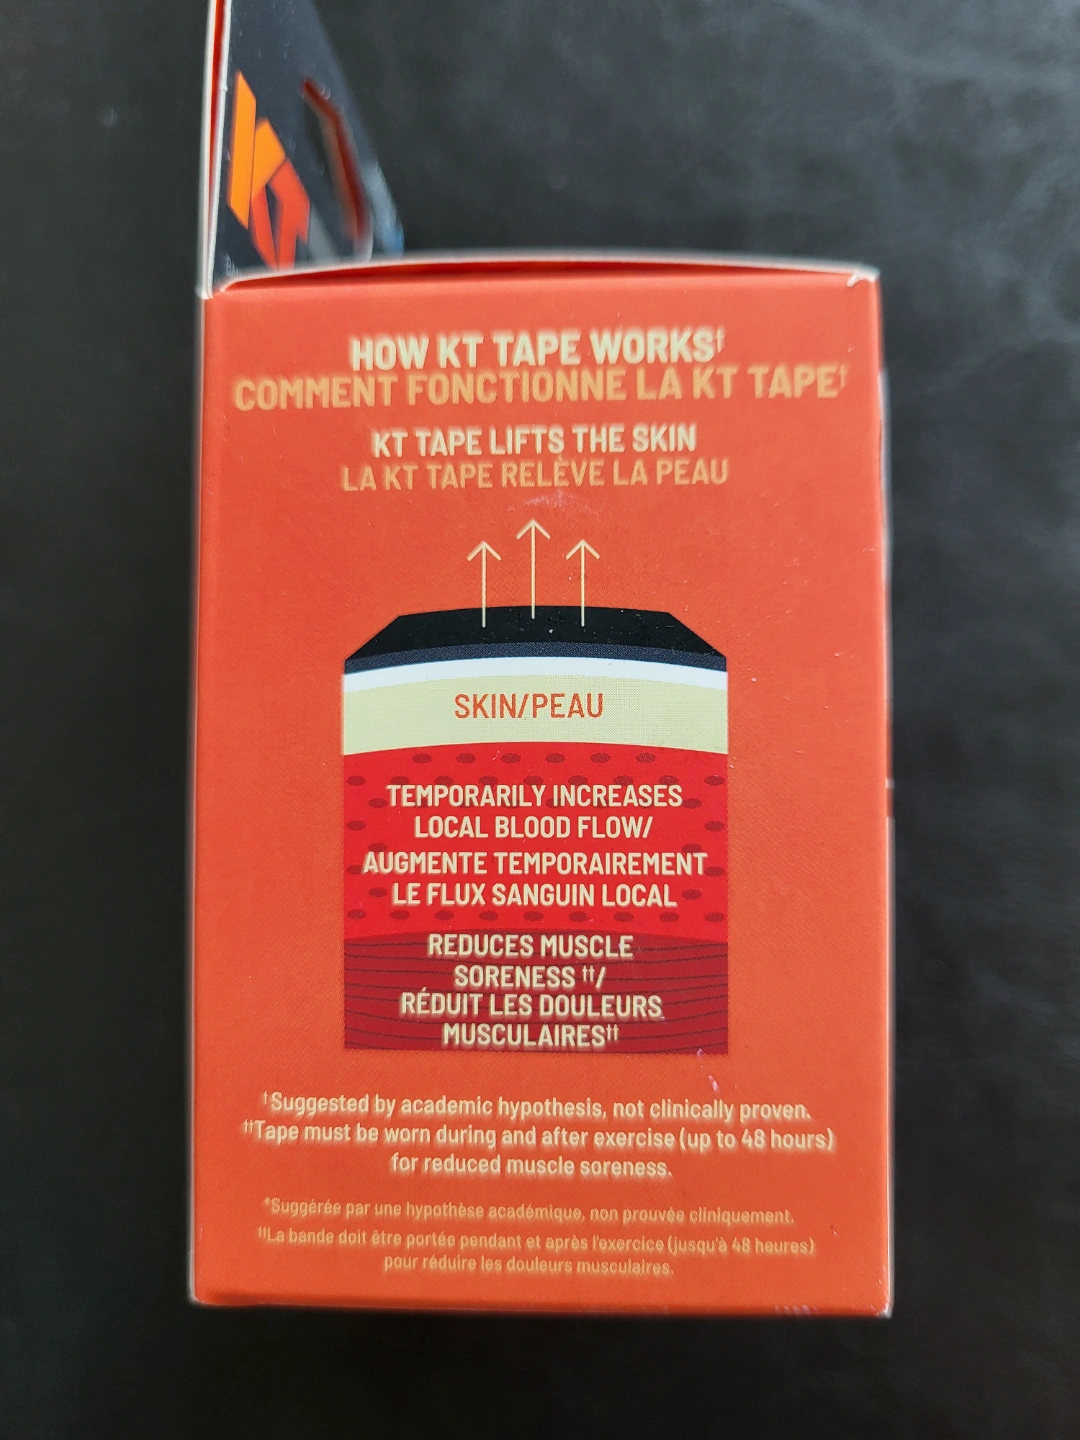 HOW KT TAPE WORKS†
COMMENT FONCTIONNE LA KT TAPE†
KT TAPE LIFTS THE SKIN
LA KT TAPE RELÈVE LA PEAU
SKIN/PEAU
TEMPORARILY INCREASES
LOCAL BLOOD FLOW/
AUGMENTE TEMPORAIREMENT
LE FLUX SANGUIN LOCAL
REDUCES MUSCLE
SORENESS ††/
RÉDUIT LES DOULEURS
MUSCULAIRES††
†Suggested by academic hypothesis, not clinically proven.
††Tape must be worn during and after exercise (up to 48 hours)
for reduced muscle soreness.
*Suggérée par une hypothèse académique, non prouvée cliniquement.
††La bande doit être portée pendant et après l'exercice (jusqu'à 48 heures)
pour réduire les douleurs musculaires.